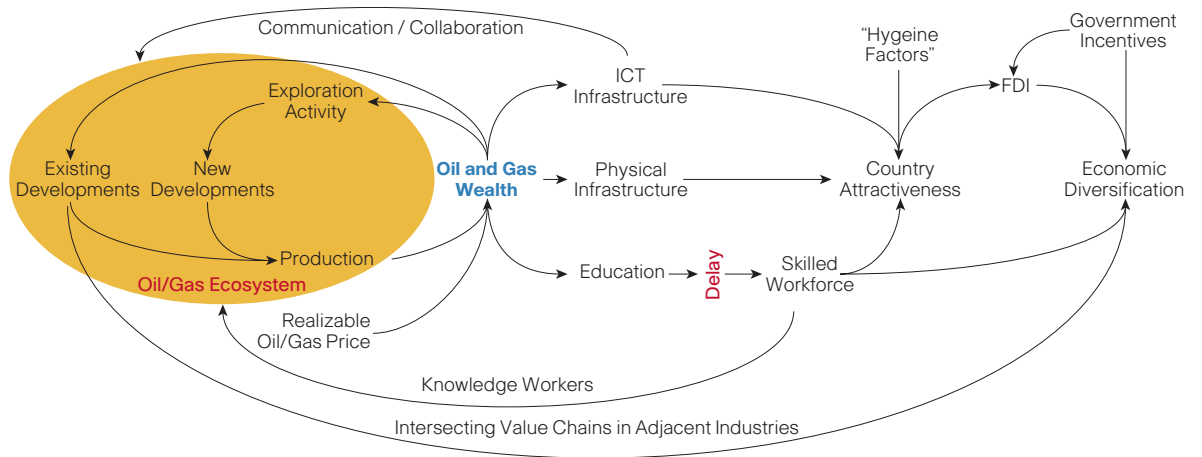 Communication / Collaboration
Government
Incentives
“Hygeine
Factors”
ICT
Infrastructure
FDI
Exploration
Activity
Existing
Developments
New
Developments
Oil and Gas
Wealth
Physical
Infrastructure
Country
Attractiveness
Economic
Diversification
Production
Oil/Gas Ecosystem
Education
Delay
Skilled
Workforce
Realizable
Oil/Gas Price
Knowledge Workers
Intersecting Value Chains in Adjacent Industries